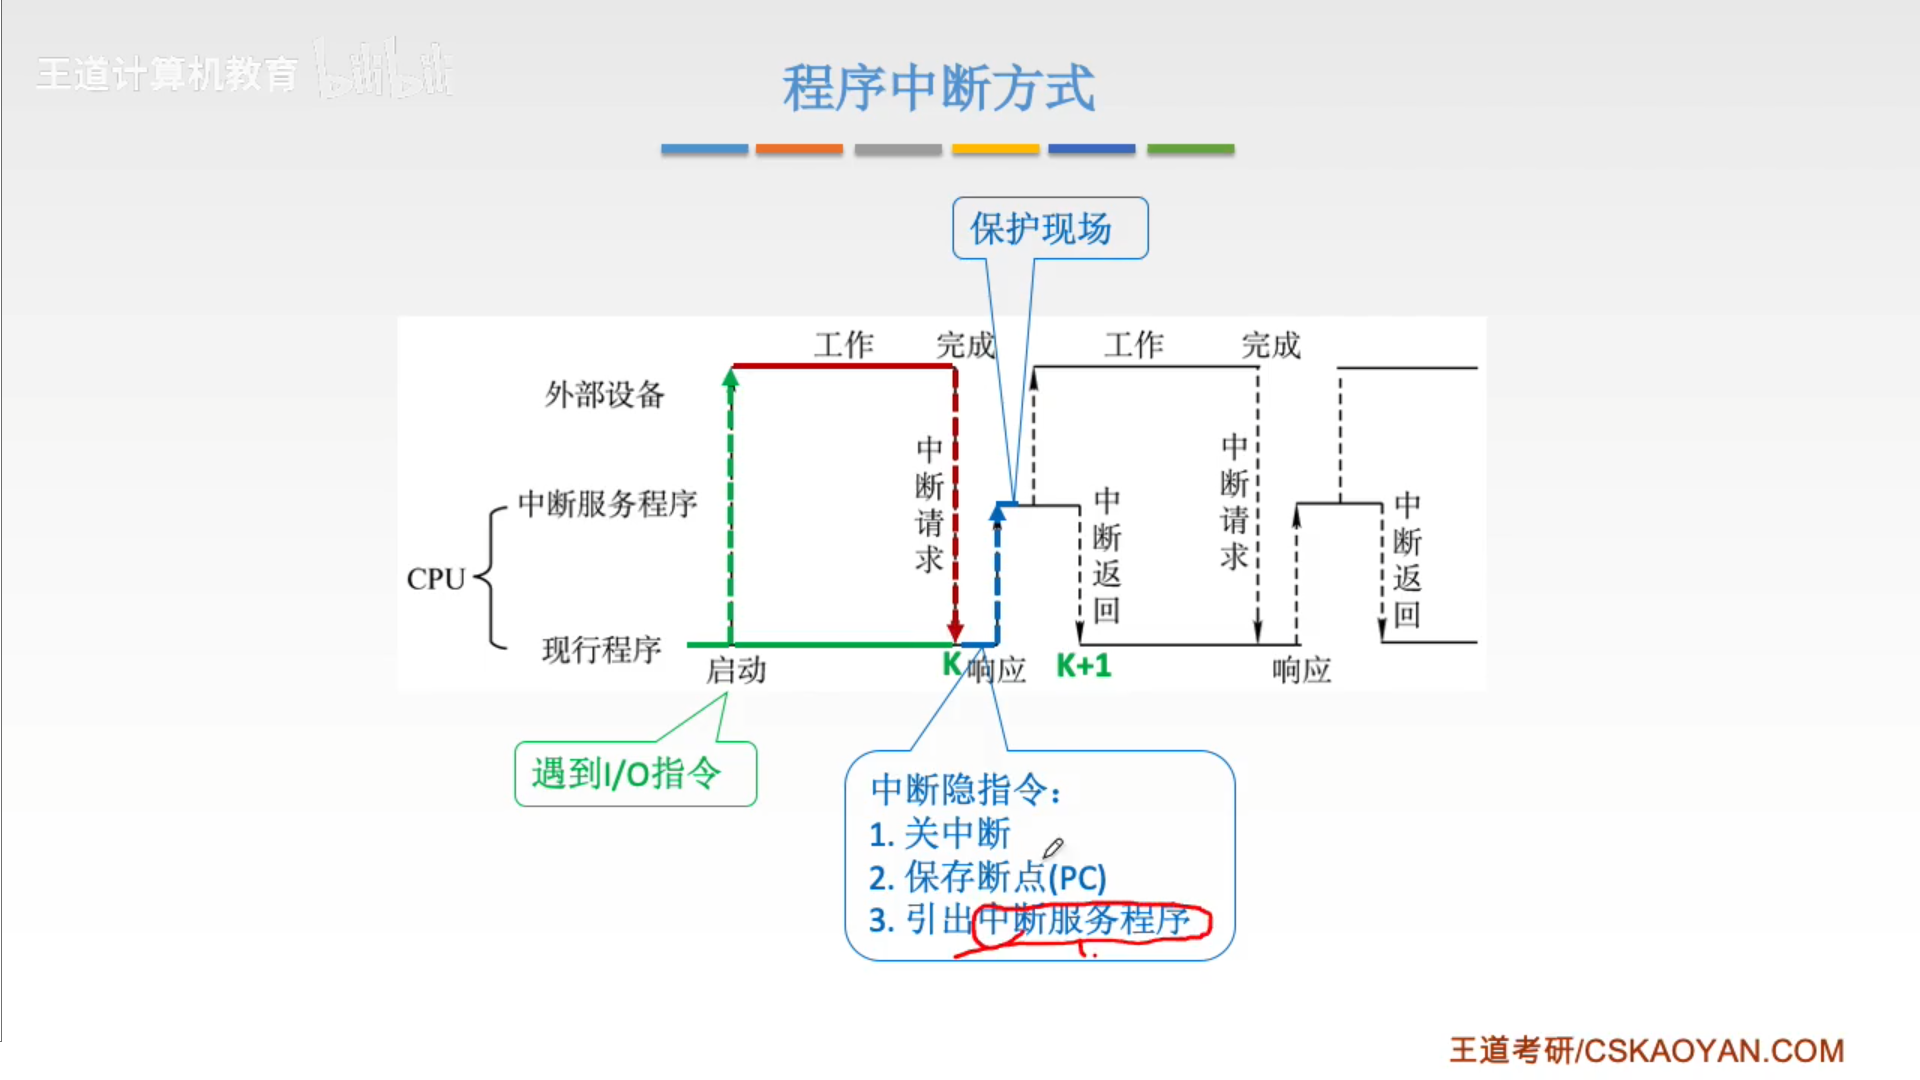 王道计算机教育 bilibili
程序中断方式
保护现场
工作 完成 工作 完成
外部设备
中断请求
中断服务程序
中断返回
中断请求
中断返回
CPU
现行程序
启动 K 响应 K+1 响应
遇到I/O指令
中断隐指令：
1. 关中断
2. 保存断点(PC)
3. 引出中断服务程序
王道考研/CSKAOYAN.COM